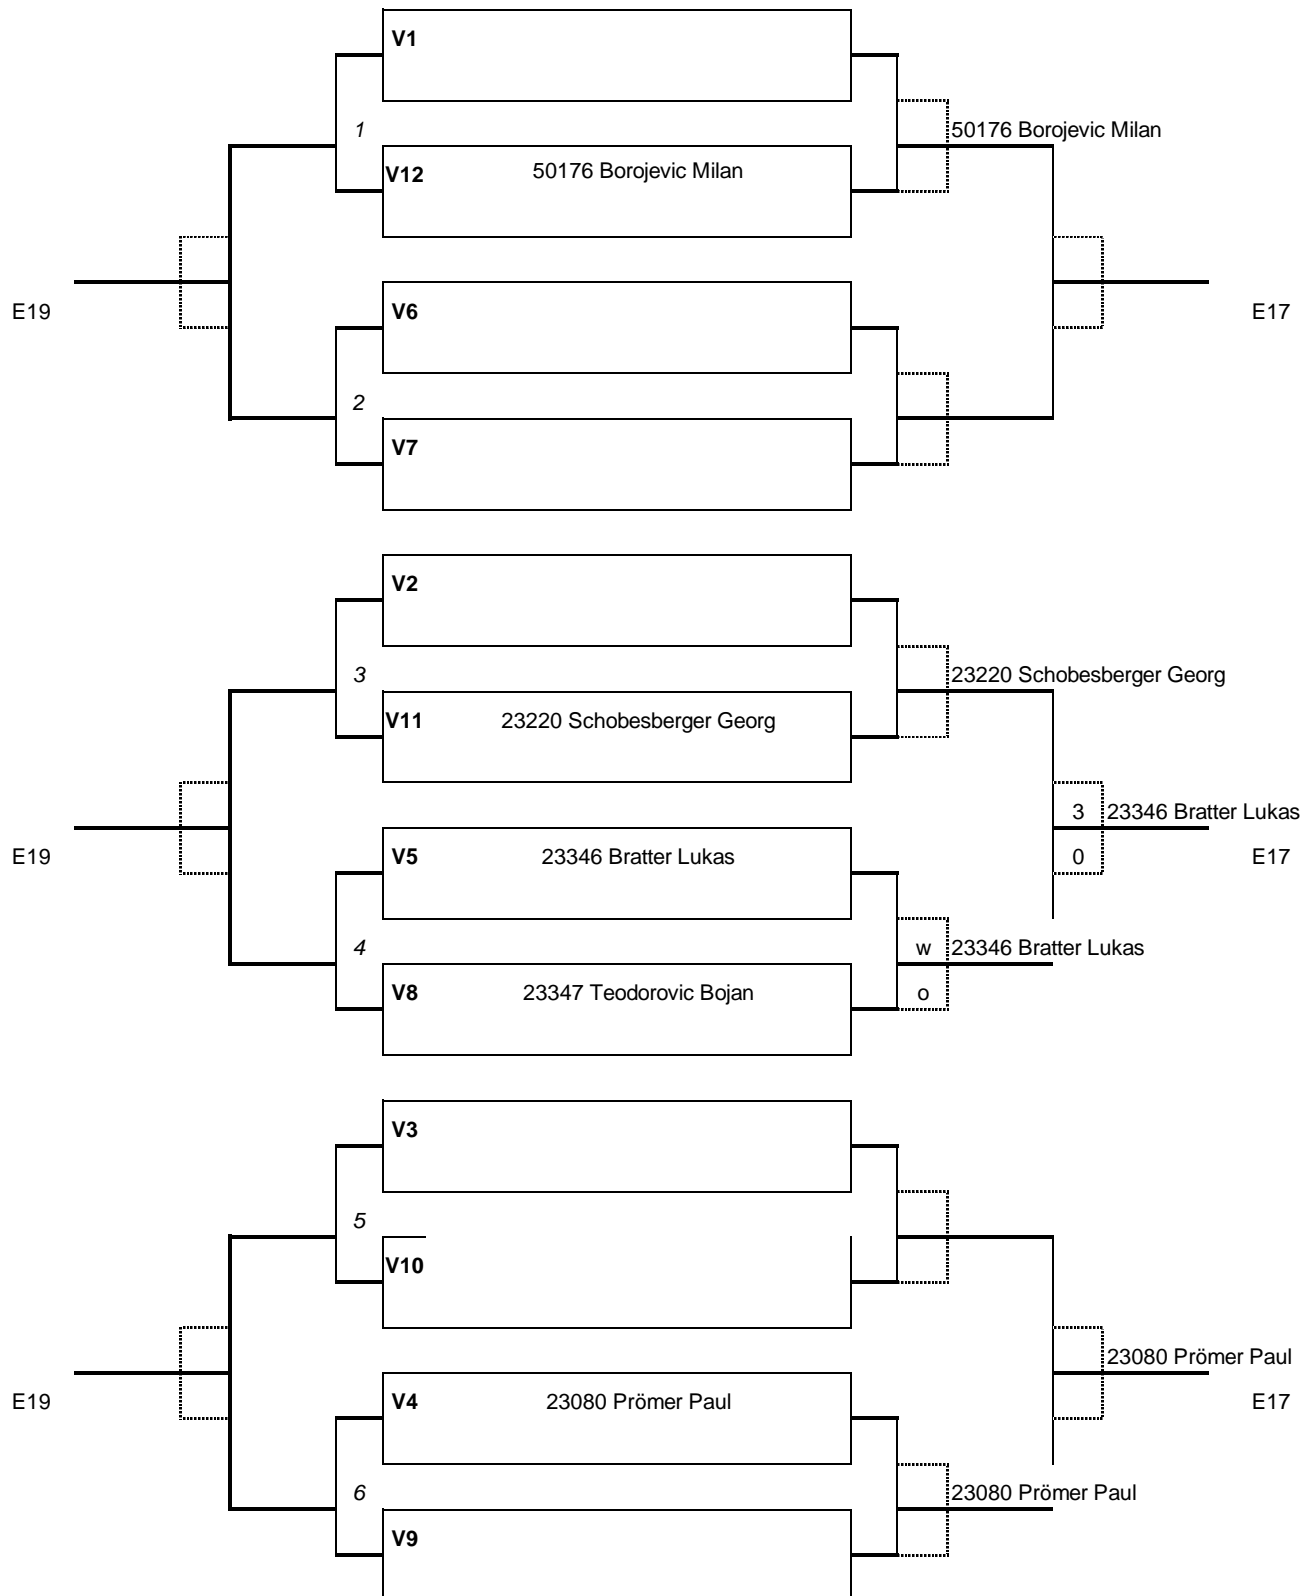 V1
1
50176 Borojevic Milan
V12 50176 Borojevic Milan
E19
V6
E17
2
V7
V2
3
23220 Schobesberger Georg
V11 23220 Schobesberger Georg
3 23346 Bratter Lukas
E19
V5 23346 Bratter Lukas
0
E17
4
w 23346 Bratter Lukas
V8 23347 Teodorovic Bojan
o
V3
5
V10
23080 Prömer Paul
E19
V4 23080 Prömer Paul
E17
6
23080 Prömer Paul
V9